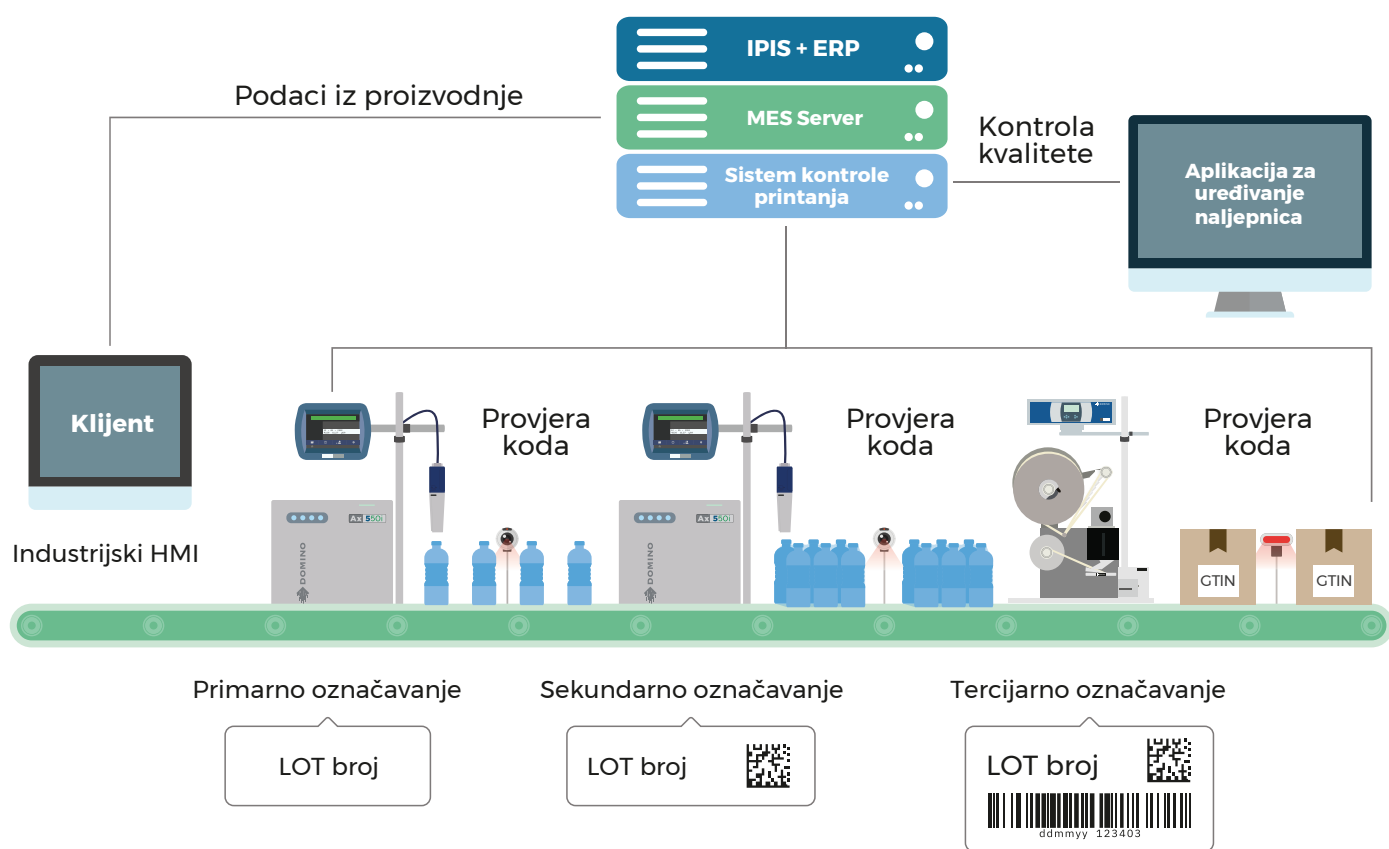 IPIS + ERP
Podaci iz proizvodnje
MES Server
Kontrola
kvalitete
Sistem kontrole
printanja
Aplikacija za
uređivanje
naljepnica
Klijent
Industrijski HMI
Provjera
koda
Provjera
koda
Provjera
koda
Ax 550i
DOMINO
Ax 550i
DOMINO
GTIN
GTIN
Primarno označavanje
LOT broj
Sekundarno označavanje
LOT broj
Tercijarno označavanje
LOT broj
ddmmyy 123403